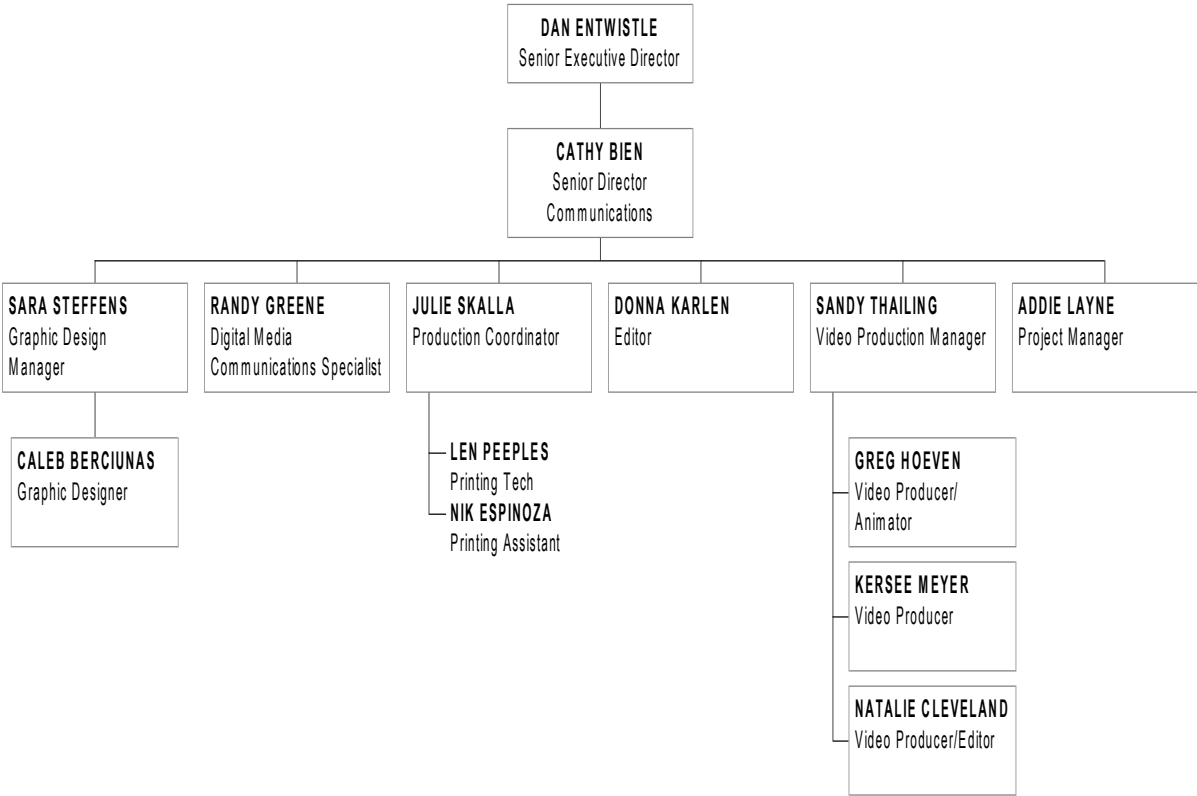 DAN ENTWISTLE
Senior Executive Director
CATHY BIEN
Senior Director
Communications
SARA STEFFENS
Graphic Design
Manager
RANDY GREENE
Digital Media
Communications Specialist
JULIE SKALLA
Production Coordinator
DONNA KARLEN
Editor
SANDY THAILING
Video Production Manager
ADDIE LAYNE
Project Manager
CALEB BERCIUNAS
Graphic Designer
LEN PEEPLES
Printing Tech
NIK ESPINOZA
Printing Assistant
GREG HOEVEN
Video Producer/
Animator
KERSEE MEYER
Video Producer
NATALIE CLEVELAND
Video Producer/Editor